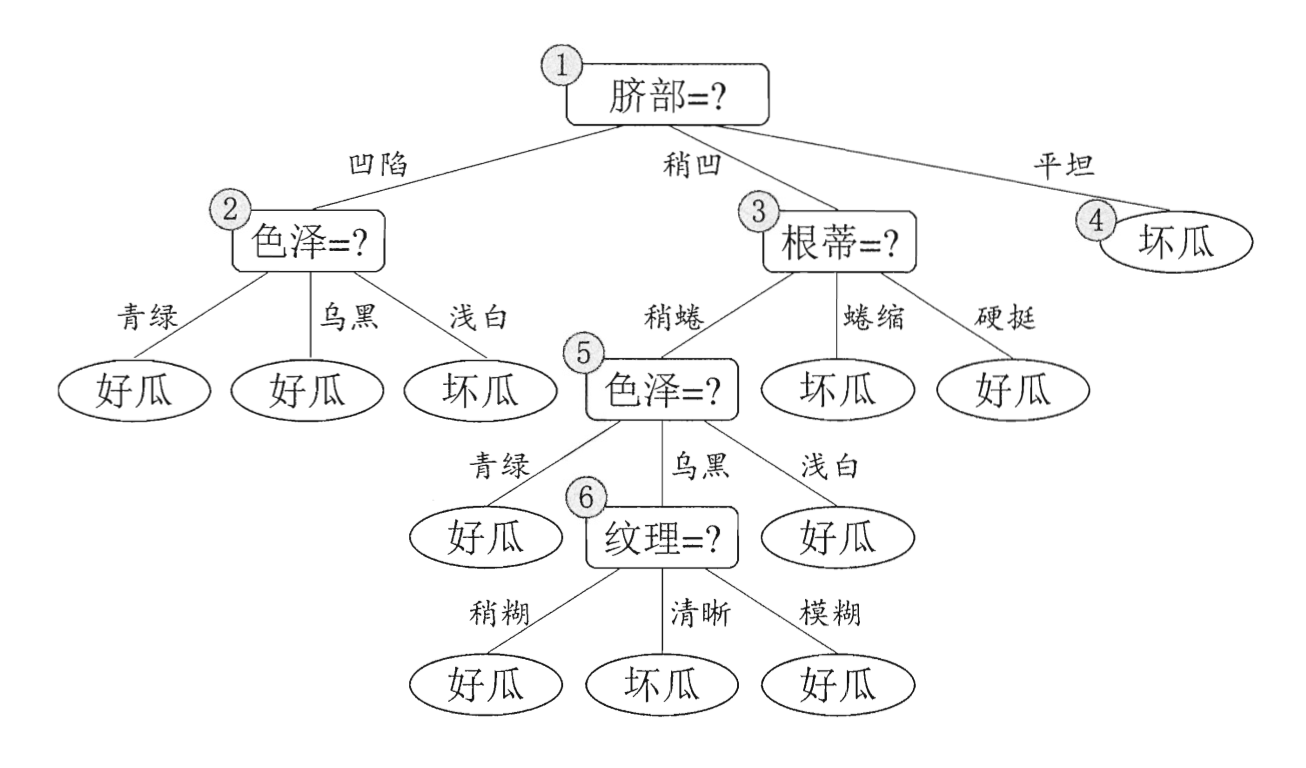 ① 脐部=?
凹陷 稍凹 平坦
② 色泽=? ③ 根蒂=? ④ 坏瓜
青绿 乌黑 浅白 稍蜷 蜷缩 硬挺
好瓜 好瓜 坏瓜 ⑤ 色泽=? 坏瓜 好瓜
青绿 乌黑 浅白
好瓜 ⑥ 纹理=? 好瓜
稍糊 清晰 模糊
好瓜 坏瓜 好瓜